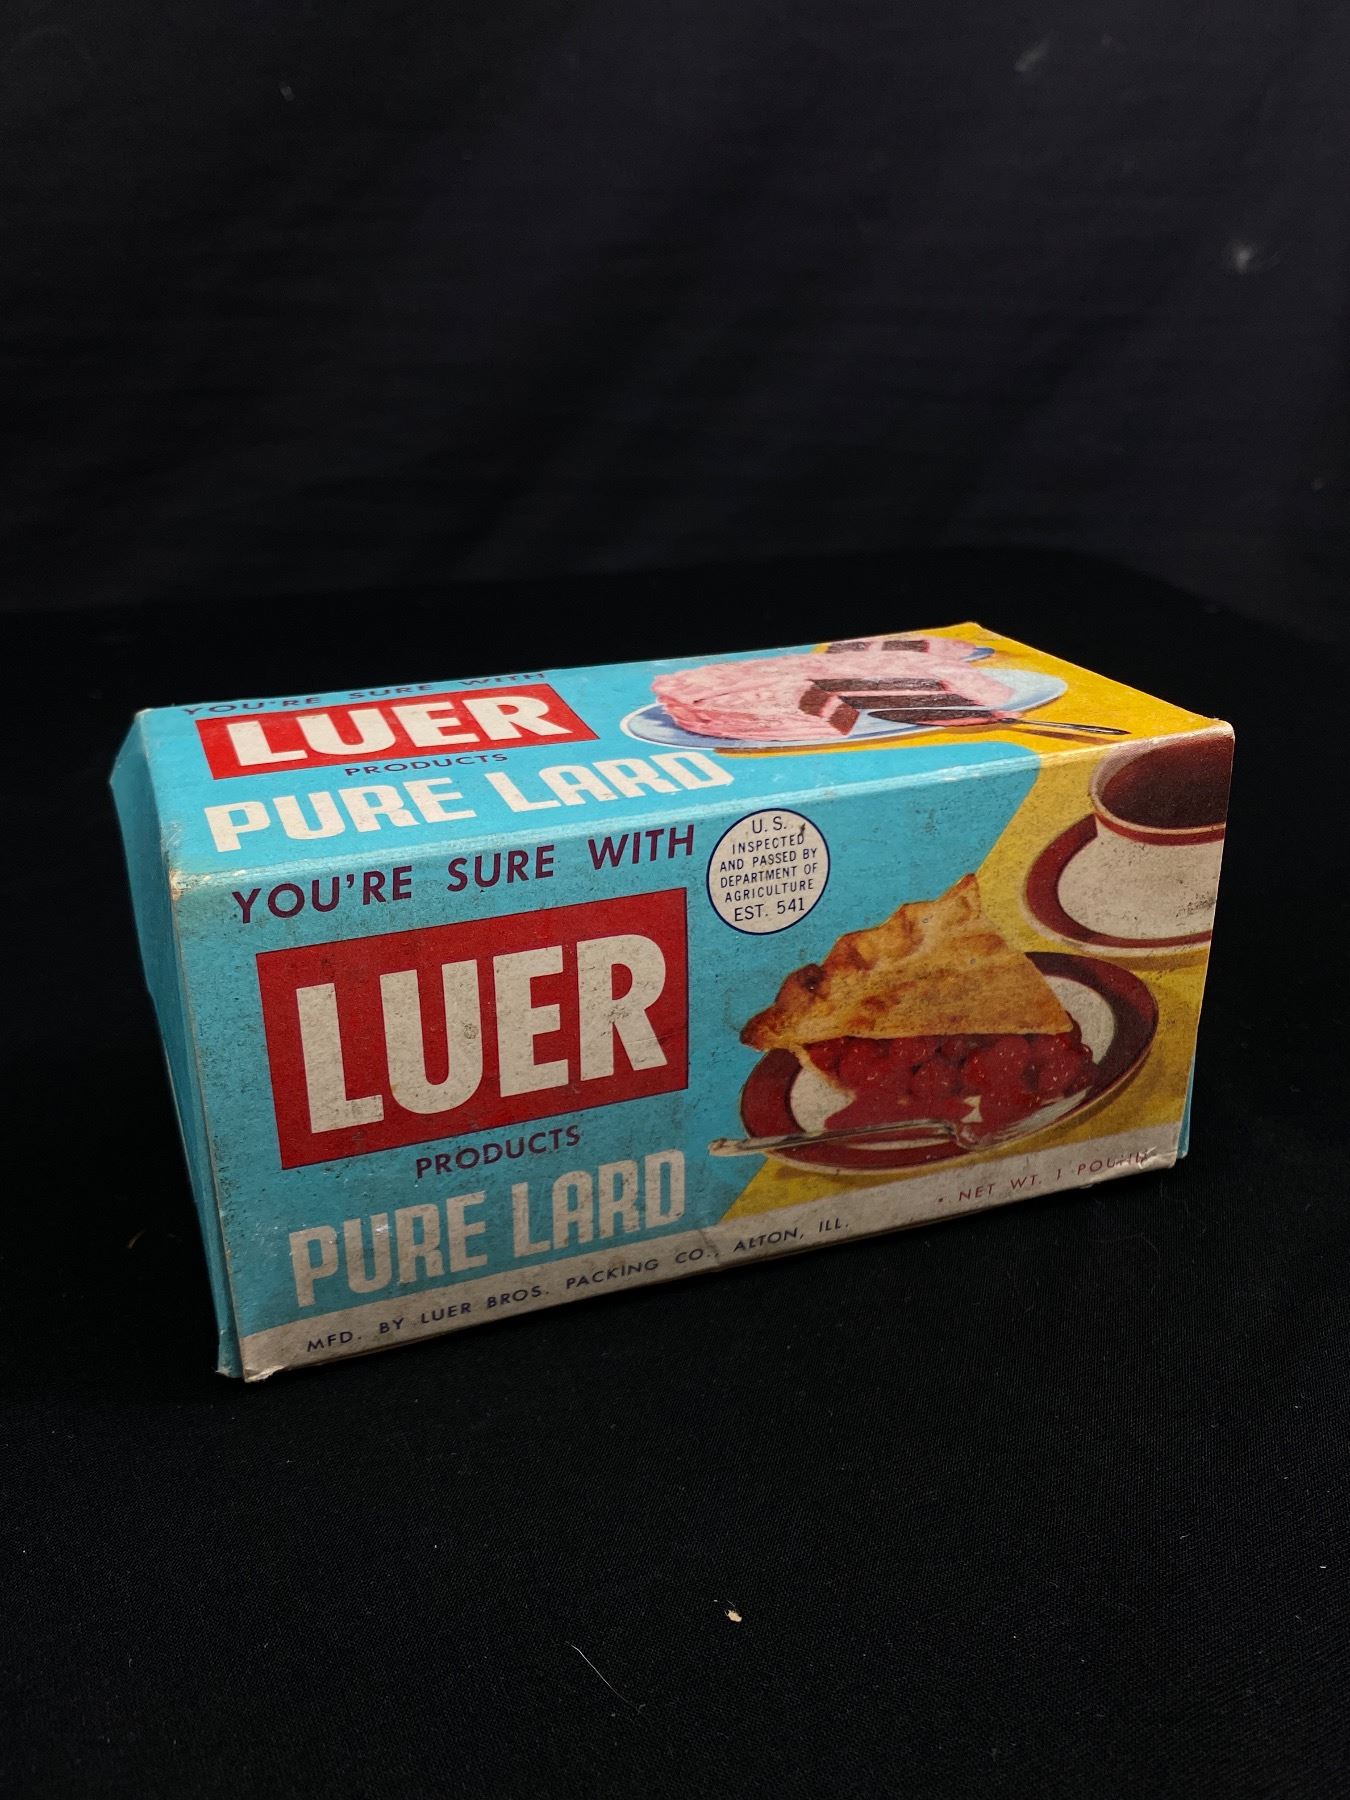 YOU'RE SURE WITH
LUER
PRODUCTS
PURE LARD
YOU'RE SURE WITH
LUER
PRODUCTS
PURE LARD
U. S.
INSPECTED
AND PASSED BY
DEPARTMENT OF
AGRICULTURE
EST. 541
MFD. BY LUER BROS. PACKING CO., ALTON, ILL.
• NET WT. 1 POUND